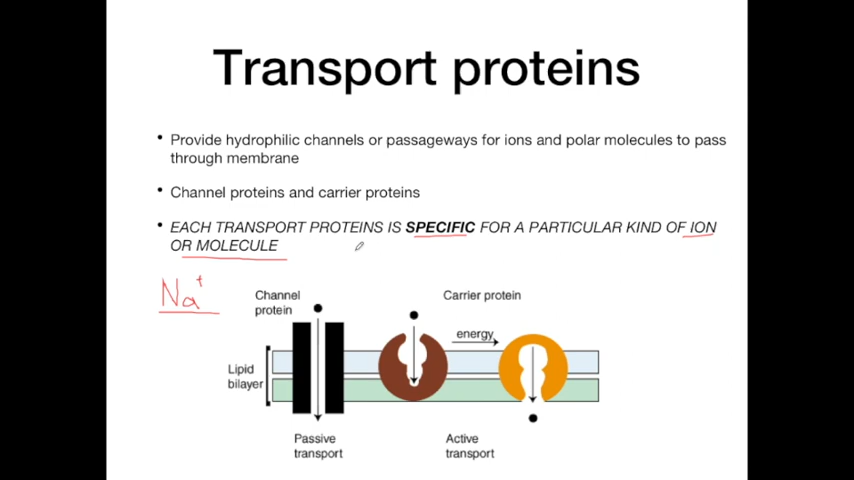 Transport proteins
• Provide hydrophilic channels or passageways for ions and polar molecules to pass
through membrane
• Channel proteins and carrier proteins
• EACH TRANSPORT PROTEINS IS SPECIFIC FOR A PARTICULAR KIND OF ION
OR MOLECULE
Na⁺
Channel
protein
Carrier protein
energy
Lipid
bilayer
Passive
transport
Active
transport